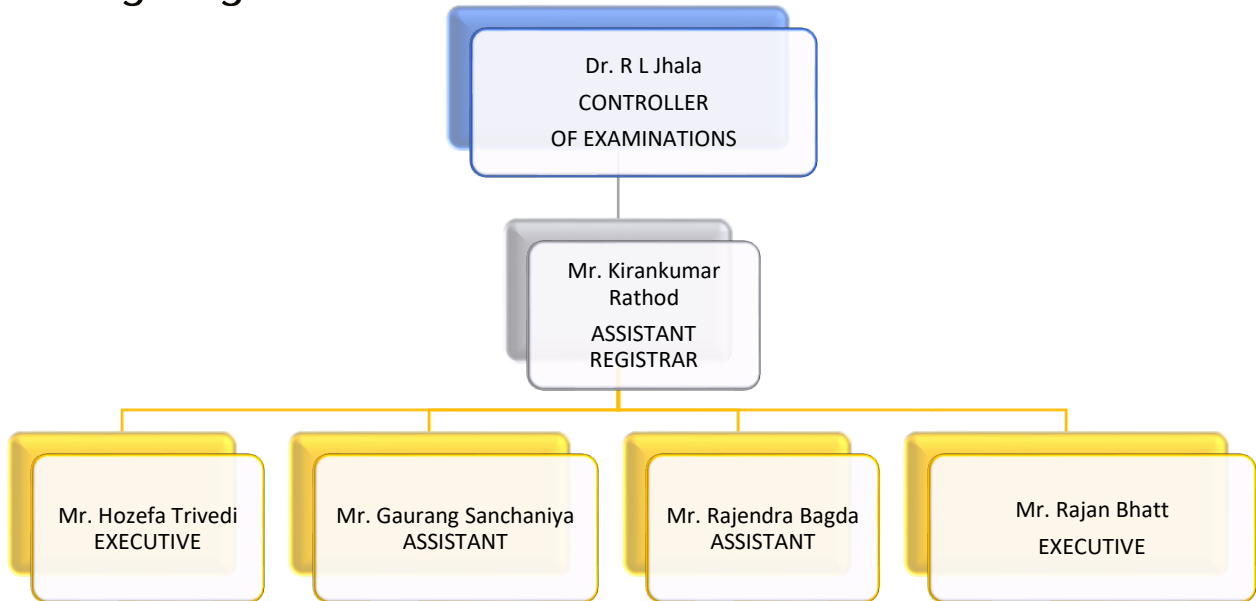 Dr. R L Jhala
CONTROLLER
OF EXAMINATIONS
Mr. Kirankumar
Rathod
ASSISTANT
REGISTRAR
Mr. Hozefa Trivedi
EXECUTIVE
Mr. Gaurang Sanchaniya
ASSISTANT
Mr. Rajendra Bagda
ASSISTANT
Mr. Rajan Bhatt
EXECUTIVE